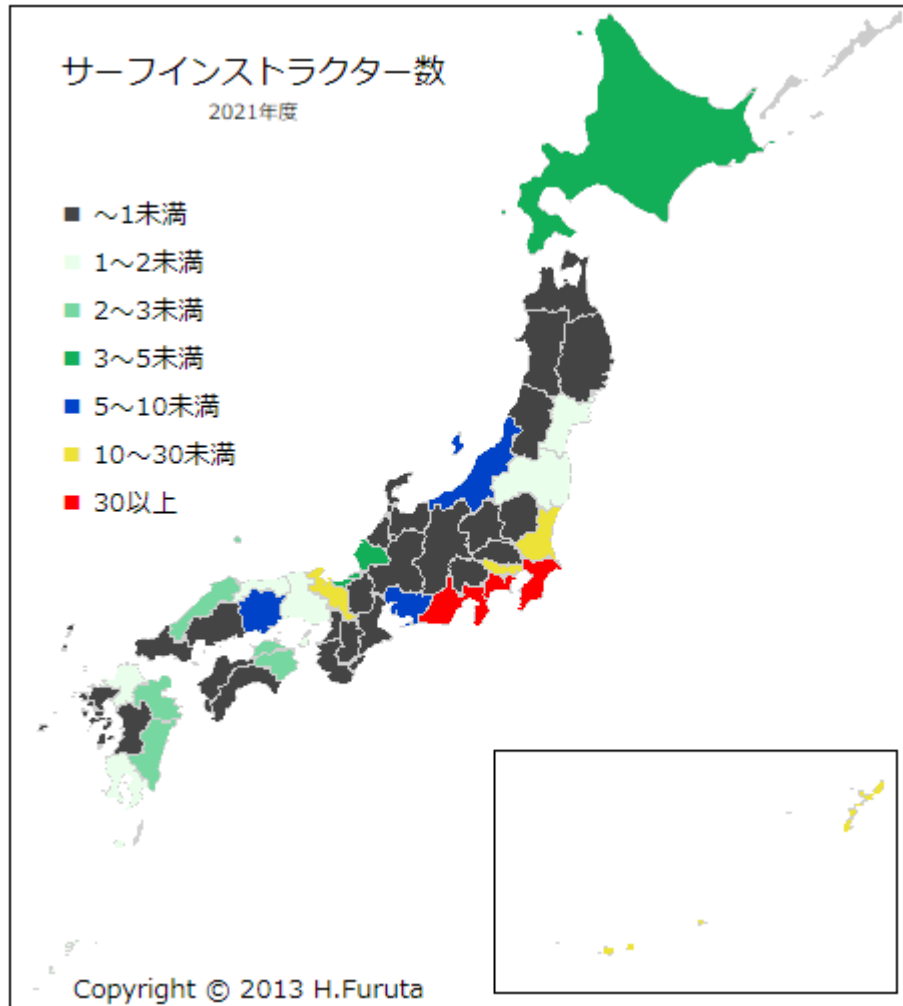 サーフインストラクター数
2021年度
～1未満
1～2未満
2～3未満
3～5未満
5～10未満
10～30未満
30以上
Copyright © 2013 H.Furuta